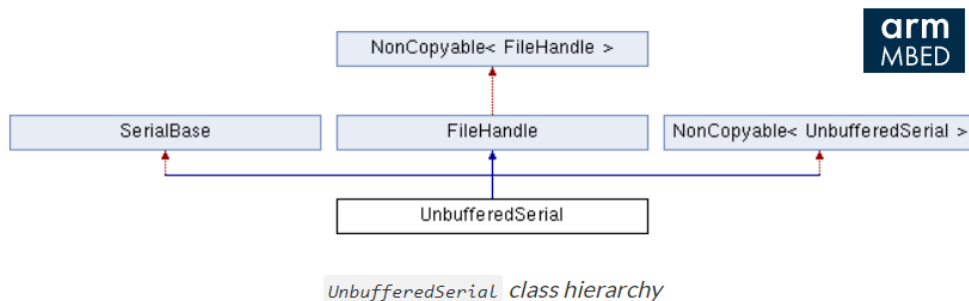 arm
MBED
NonCopyable< FileHandle >
SerialBase
FileHandle
NonCopyable< UnbufferedSerial >
UnbufferedSerial
UnbufferedSerial class hierarchy